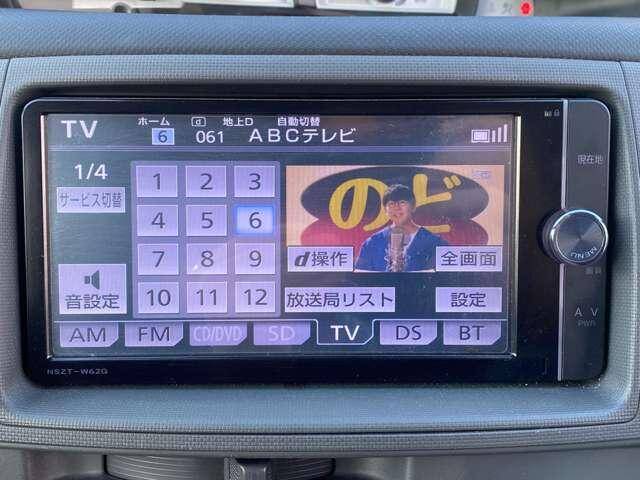 TV ホーム 6 d 地上D 061 自動切替 ABCテレビ
1/4
サービス切替
1 2 3
4 5 6
7 8 9
10 11 12
のど
d操作 全画面
音設定
放送局リスト 設定
AM FM CD/DVD SD TV DS BT
NSZT-W62G
現在地
MENU
AV
PWR